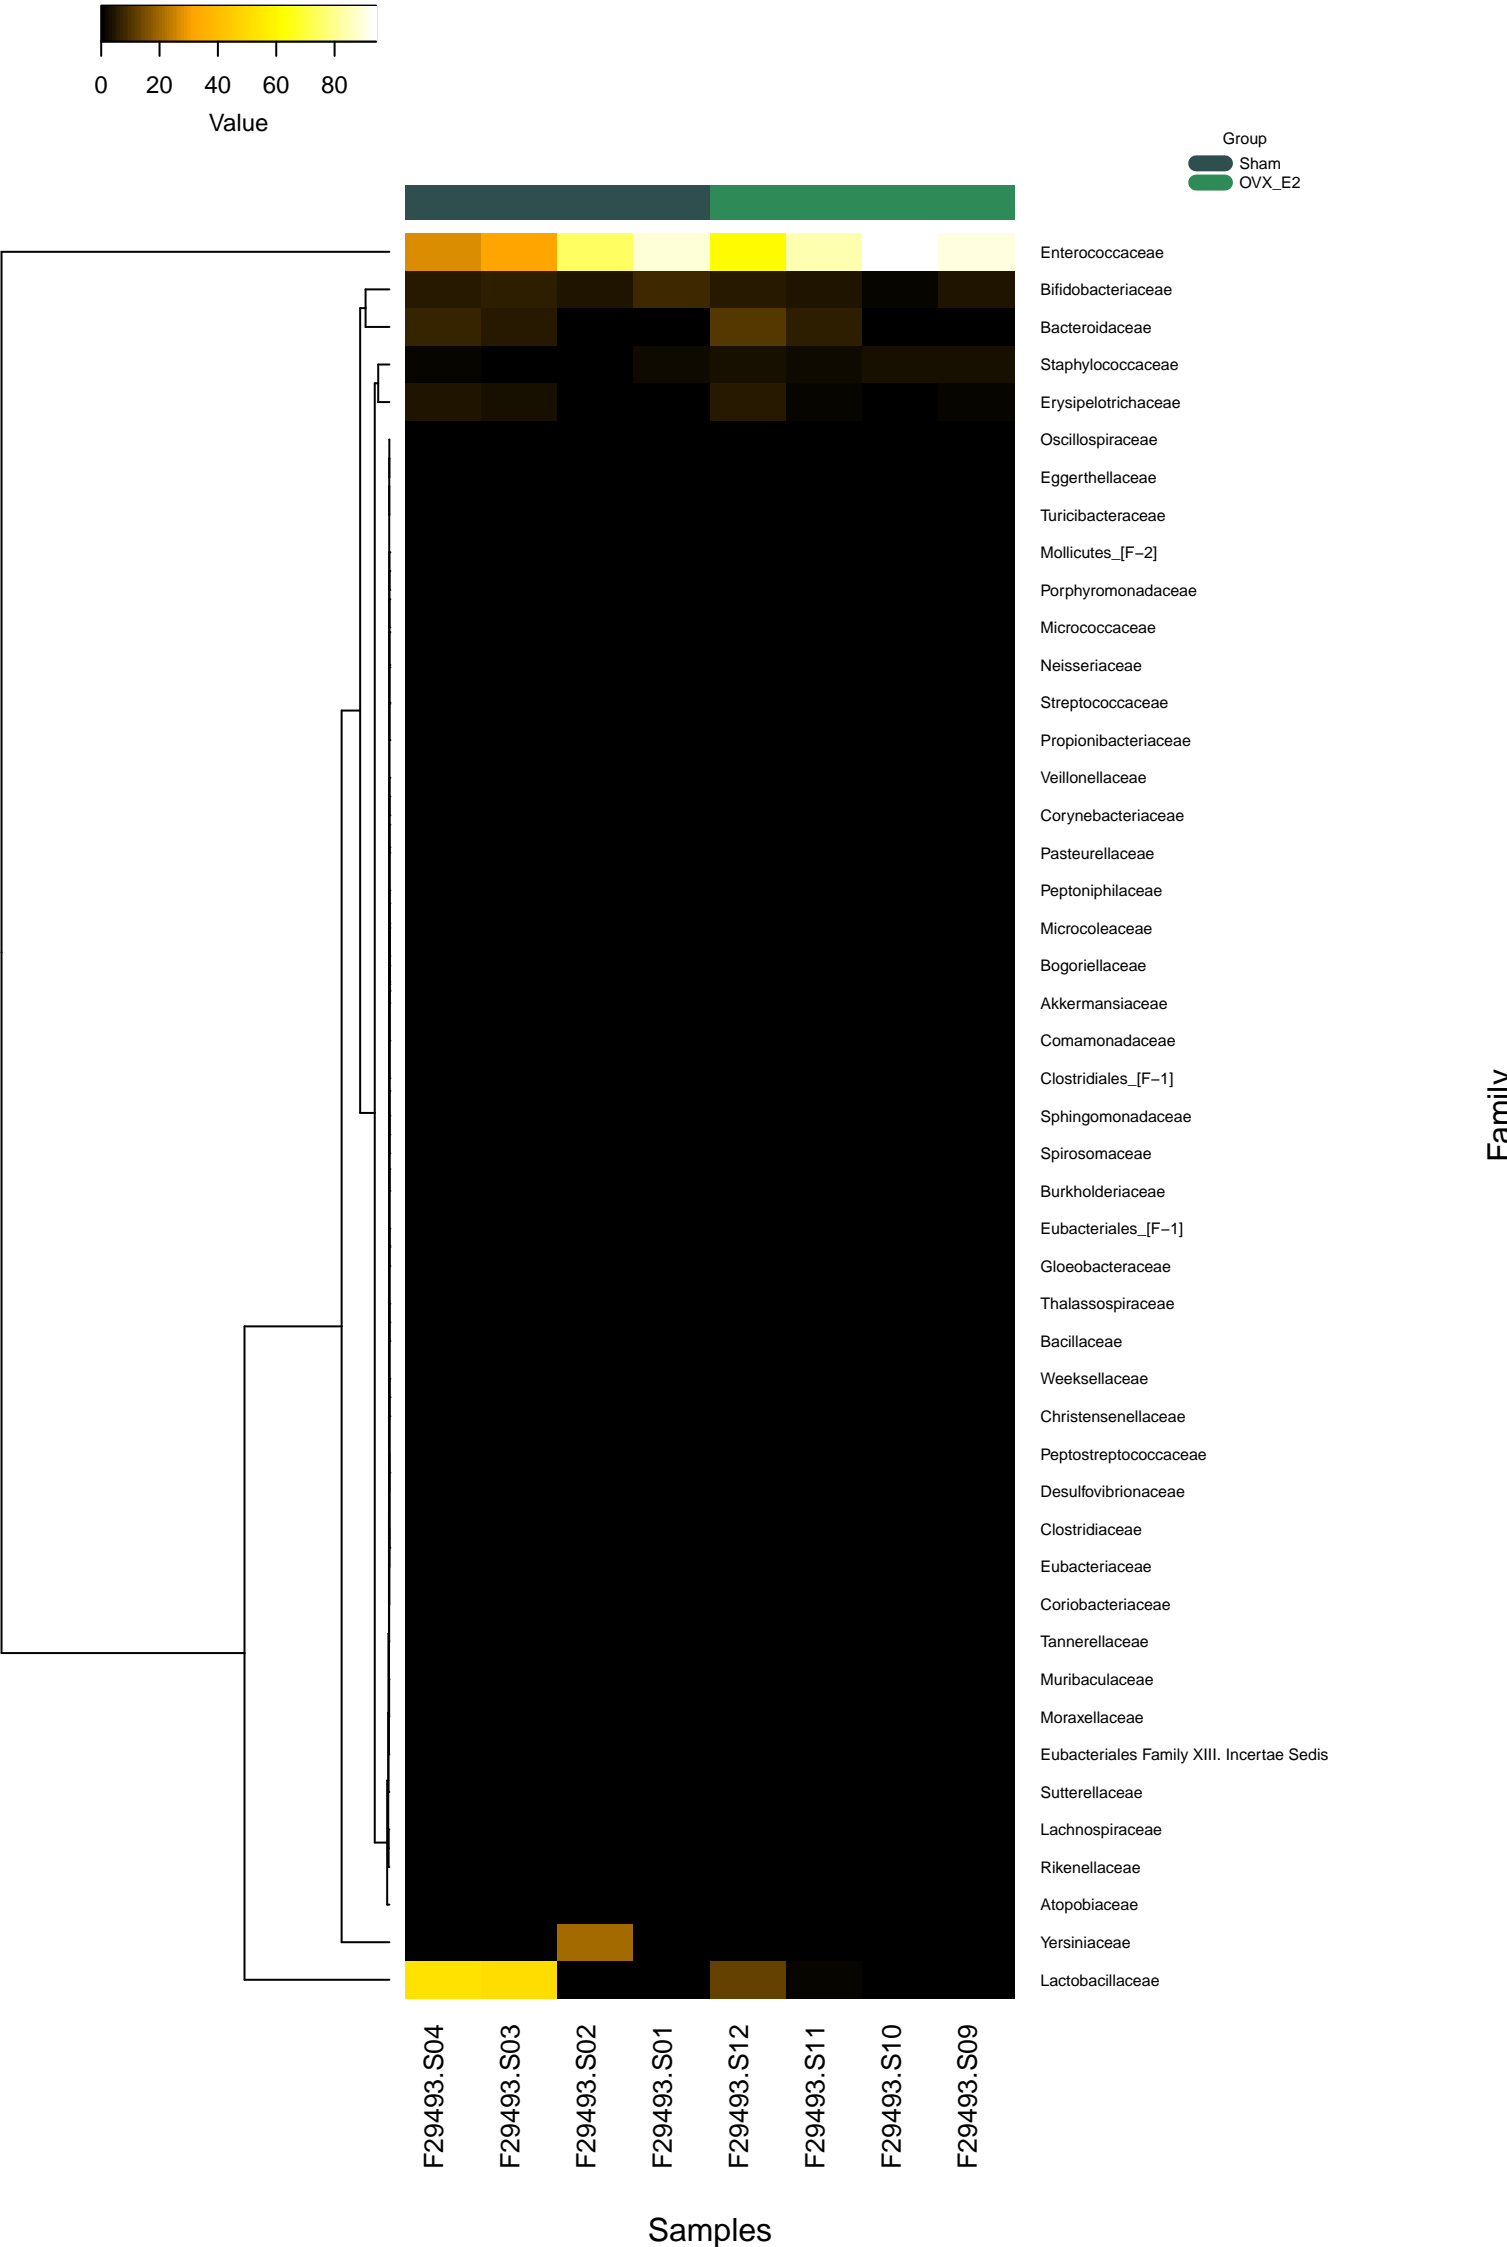 0 20 40 60 80
Value
Group
Sham
OVX_E2
Enterococcaceae
Bifidobacteriaceae
Bacteroidaceae
Staphylococcaceae
Erysipelotrichaceae
Oscillospiraceae
Eggerthellaceae
Turicibacteraceae
Mollicutes_[F−2]
Porphyromonadaceae
Micrococcaceae
Neisseriaceae
Streptococcaceae
Propionibacteriaceae
Veillonellaceae
Corynebacteriaceae
Pasteurellaceae
Peptoniphilaceae
Microcoleaceae
Bogoriellaceae
Akkermansiaceae
Comamonadaceae
Clostridiales_[F−1]
Sphingomonadaceae
Spirosomaceae
Burkholderiaceae
Eubacteriales_[F−1]
Gloeobacteraceae
Thalassospiraceae
Bacillaceae
Weeksellaceae
Christensenellaceae
Peptostreptococcaceae
Desulfovibrionaceae
Clostridiaceae
Eubacteriaceae
Coriobacteriaceae
Tannerellaceae
Muribaculaceae
Moraxellaceae
Eubacteriales Family XIII. Incertae Sedis
Sutterellaceae
Lachnospiraceae
Rikenellaceae
Atopobiaceae
Yersiniaceae
Lactobacillaceae
Family
F29493.S04
F29493.S03
F29493.S02
F29493.S01
F29493.S12
F29493.S11
F29493.S10
F29493.S09
Samples